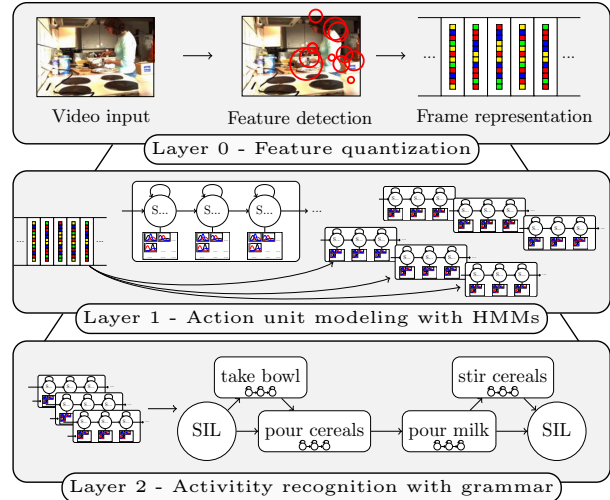 Video input
Feature detection
Frame representation
Layer 0 - Feature quantization
S...
S...
S...
Layer 1 - Action unit modeling with HMMs
take bowl
stir cereals
SIL
pour cereals
pour milk
SIL
Layer 2 - Activitity recognition with grammar